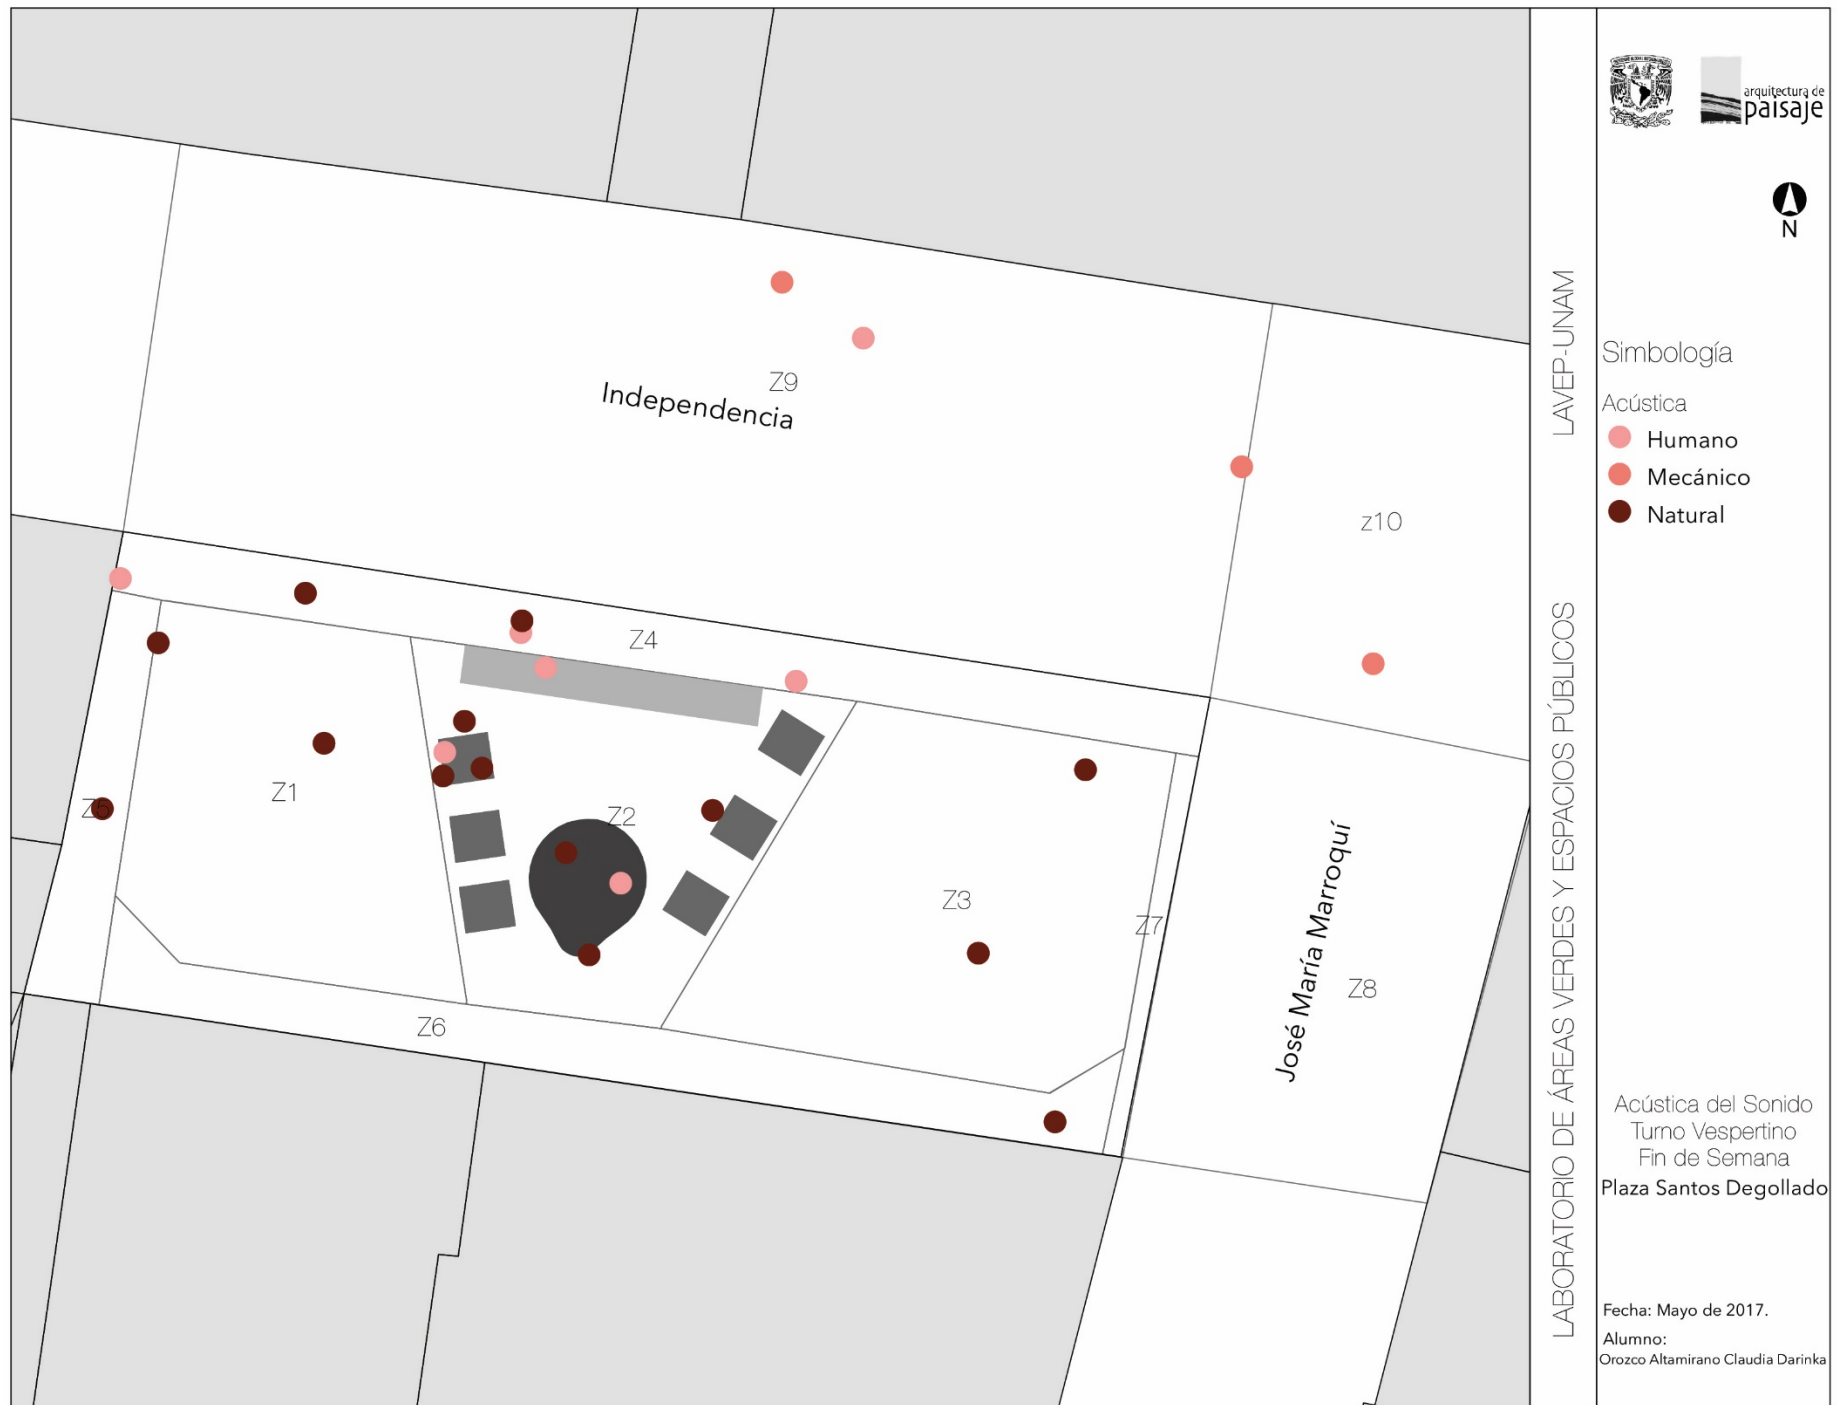 Z9
Independencia
z10
Z4
Z1
Z5
Z2
Z3
Z7
José María Marroquí
Z8
Z6
LAVEP-UNAM
LABORATORIO DE ÁREAS VERDES Y ESPACIOS PÚBLICOS
arquitectura de
paisaje
N
Simbología
Acústica
Humano
Mecánico
Natural
Acústica del Sonido
Turno Vespertino
Fin de Semana
Plaza Santos Degollado
Fecha: Mayo de 2017.
Alumno:
Orozco Altamirano Claudia Darinka